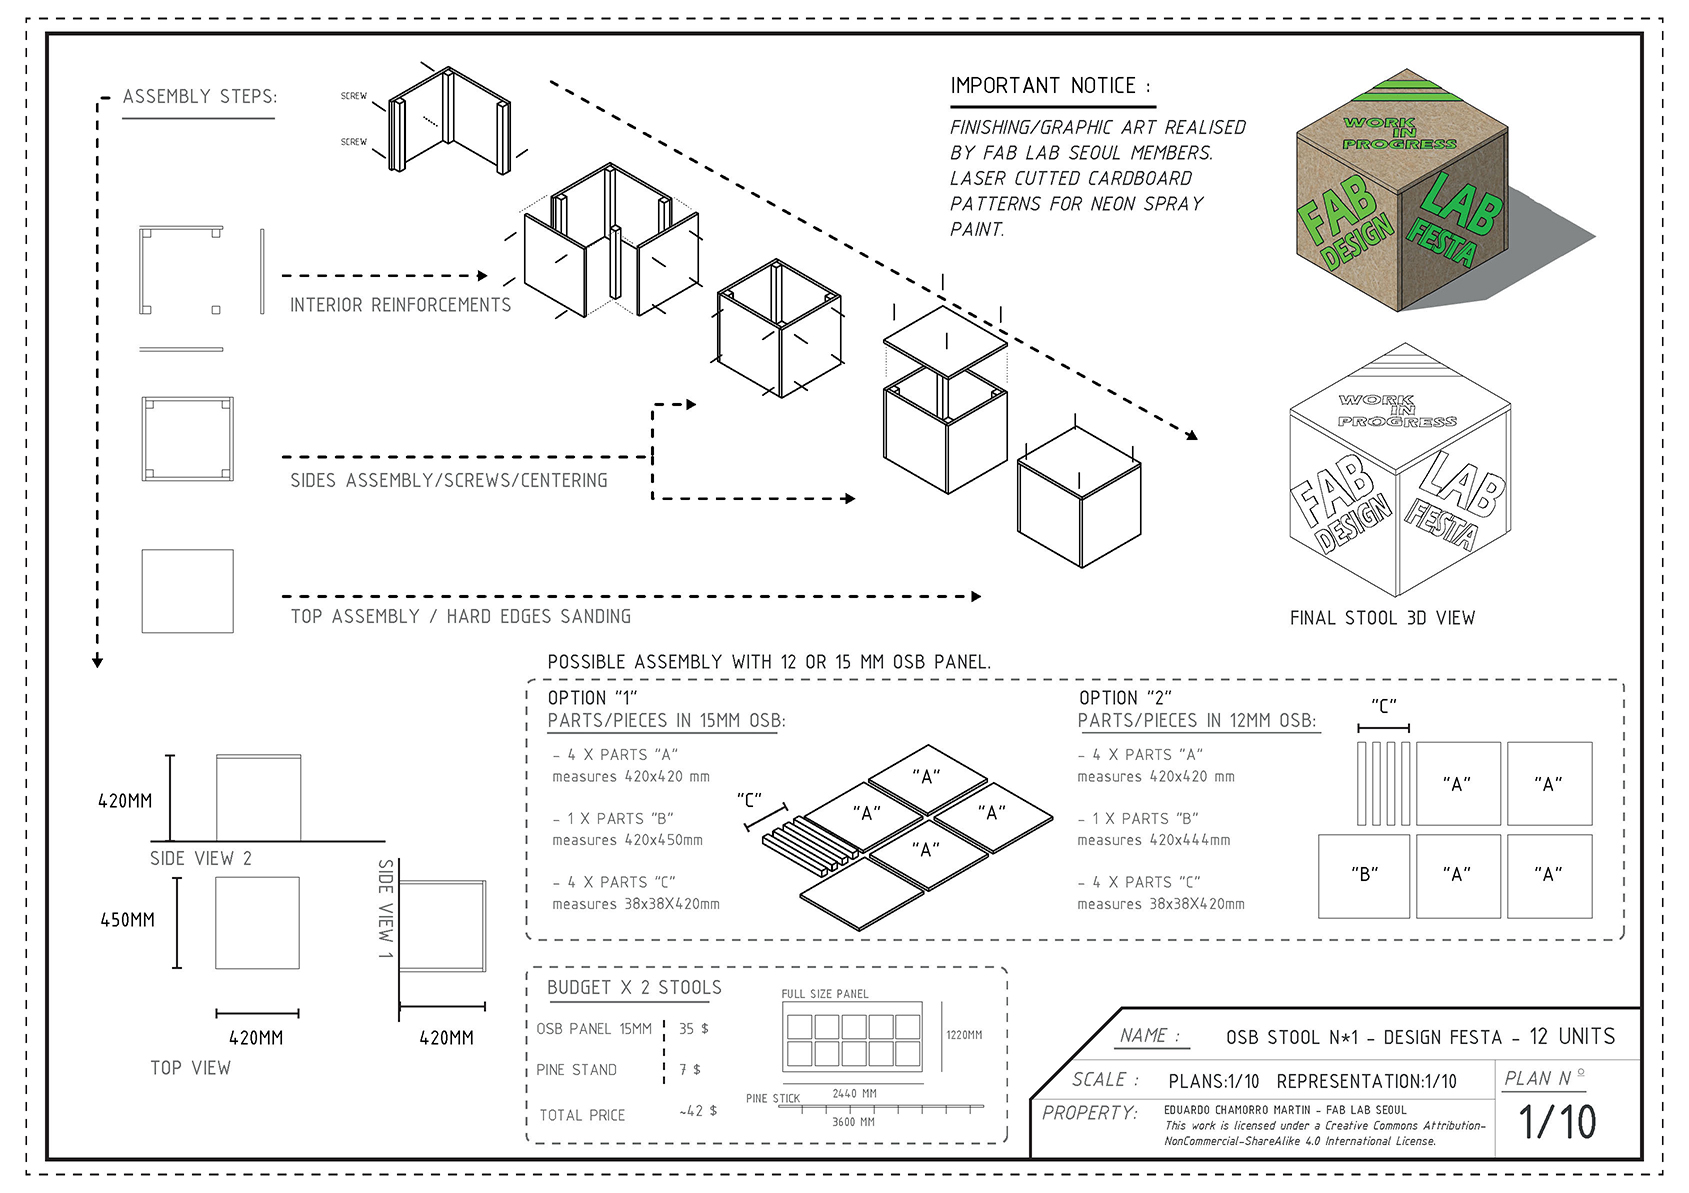 ASSEMBLY STEPS:
SCREW
SCREW
INTERIOR REINFORCEMENTS
SIDES ASSEMBLY/SCREWS/CENTERING
TOP ASSEMBLY / HARD EDGES SANDING
IMPORTANT NOTICE :
FINISHING/GRAPHIC ART REALISED
BY FAB LAB SEOUL MEMBERS.
LASER CUTTED CARDBOARD
PATTERNS FOR NEON SPRAY
PAINT.
WORK
IN
PROGRESS
FAB
DESIGN
LAB
FESTA
WORK
IN
PROGRESS
FAB
DESIGN
LAB
FESTA
FINAL STOOL 3D VIEW
POSSIBLE ASSEMBLY WITH 12 OR 15 MM OSB PANEL.
OPTION "1"
PARTS/PIECES IN 15MM OSB:
- 4 X PARTS "A"
measures 420x420 mm
- 1 X PARTS "B"
measures 420x450mm
- 4 X PARTS "C"
measures 38x38X420mm
"C"
"A"
"A"
"A"
"A"
OPTION "2"
PARTS/PIECES IN 12MM OSB:
- 4 X PARTS "A"
measures 420x420 mm
- 1 X PARTS "B"
measures 420x444mm
- 4 X PARTS "C"
measures 38x38X420mm
"C"
"A"
"A"
"B"
"A"
"A"
420MM
SIDE VIEW 2
450MM
SIDE VIEW 1
420MM
420MM
TOP VIEW
BUDGET X 2 STOOLS
OSB PANEL 15MM
35 $
PINE STAND
7 $
TOTAL PRICE
~42 $
FULL SIZE PANEL
1220MM
2440 MM
PINE STICK
3600 MM
NAME :
OSB STOOL N*1 - DESIGN FESTA - 12 UNITS
SCALE :
PLANS:1/10 REPRESENTATION:1/10
PLAN Nº
1/10
PROPERTY:
EDUARDO CHAMORRO MARTIN - FAB LAB SEOUL
This work is licensed under a Creative Commons Attribution-
NonCommercial-ShareAlike 4.0 International License.